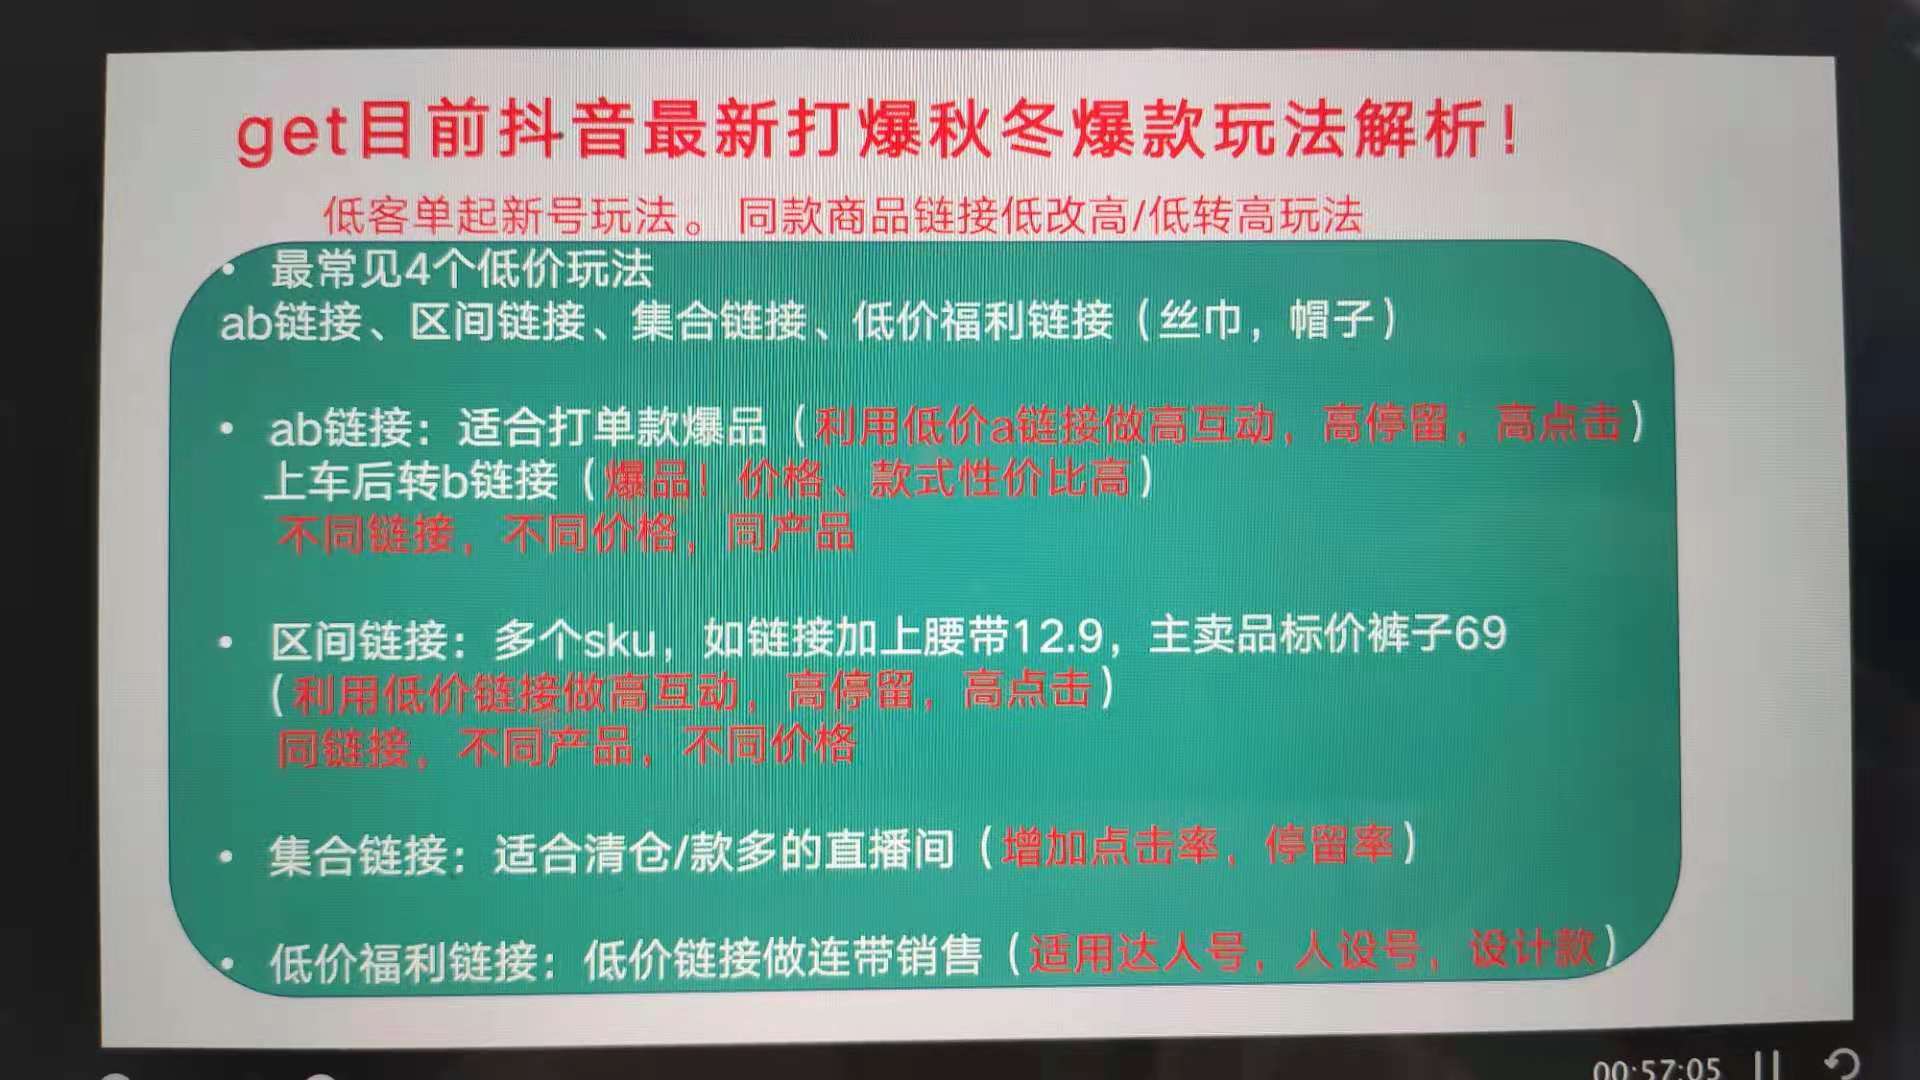 get目前抖音最新打爆秋冬爆款玩法解析!
低客单起新号玩法。同款商品链接低改高/低转高玩法
• 最常见4个低价玩法
ab链接、区间链接、集合链接、低价福利链接（丝巾，帽子）
• ab链接：适合打单款爆品（利用低价a链接做高互动，高停留，高点击）
上车后转b链接（爆品！价格、款式性价比高）
不同链接，不同价格，同产品
• 区间链接：多个sku，如链接加上腰带12.9，主卖品标价裤子69
（利用低价链接做高互动，高停留，高点击）
同链接，不同产品，不同价格
• 集合链接：适合清仓/款多的直播间（增加点击率，停留率）
• 低价福利链接：低价链接做连带销售（适用达人号，人设号，设计款）
00:57:05